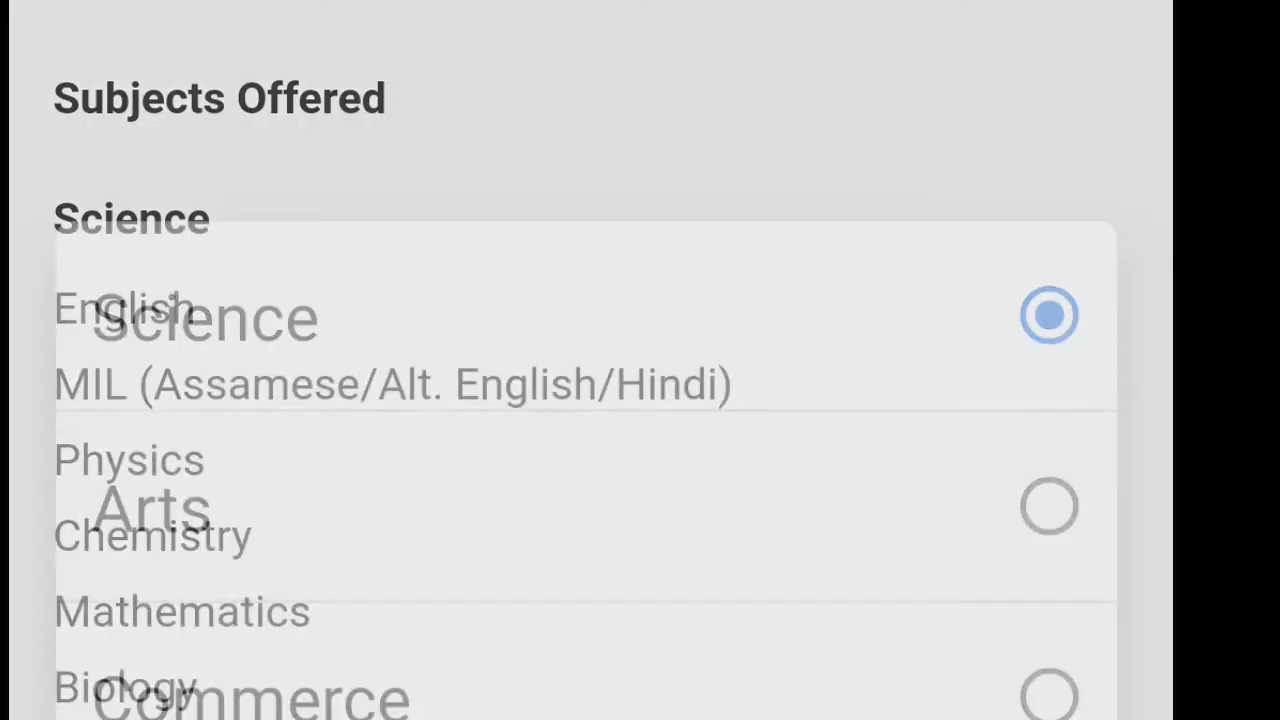 Subjects Offered
Science
English
Science
MIL (Assamese/Alt. English/Hindi)
Physics
Arts
Chemistry
Mathematics
Biology
Commerce